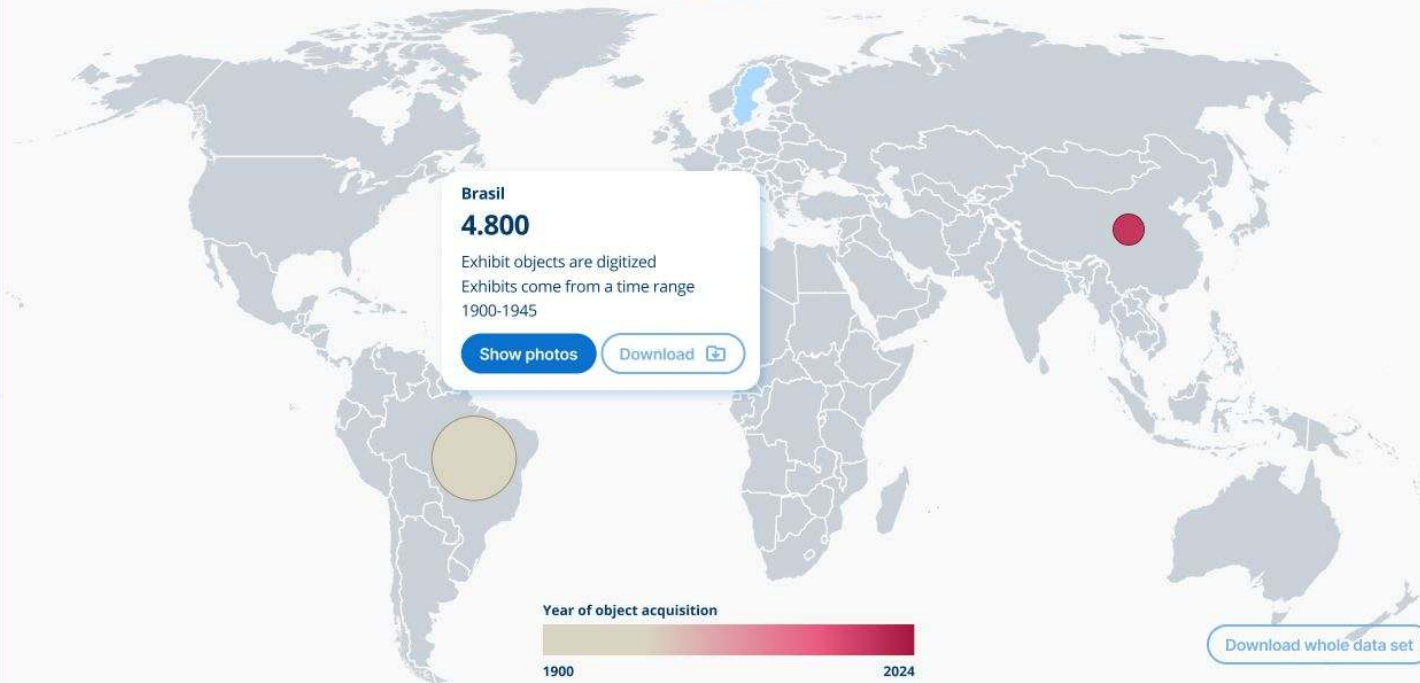 Brasil
4.800
Exhibit objects are digitized
Exhibits come from a time range
1900-1945
Show photos
Download
Year of object acquisition
1900
2024
Download whole data set